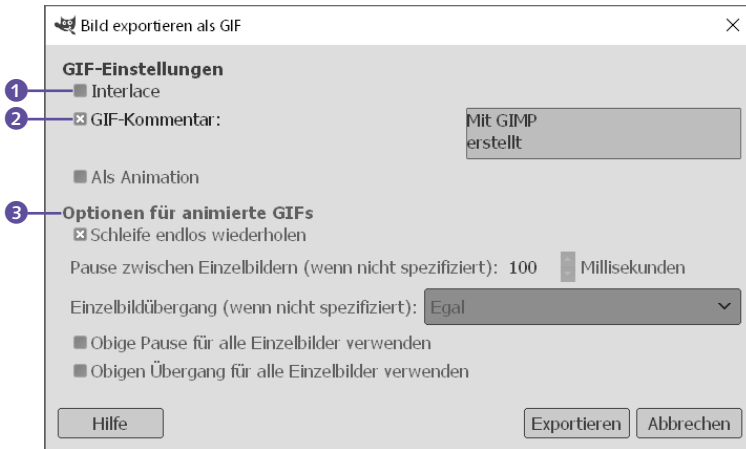 Bild exportieren als GIF
GIF-Einstellungen
1 Interlace
2 GIF-Kommentar: Mit GIMP
erstellt
Als Animation
3 Optionen für animierte GIFs
Schleife endlos wiederholen
Pause zwischen Einzelbildern (wenn nicht spezifiziert): 100 Millisekunden
Einzelbildübergang (wenn nicht spezifiziert): Egal
Obige Pause für alle Einzelbilder verwenden
Obigen Übergang für alle Einzelbilder verwenden
Hilfe Exportieren Abbrechen